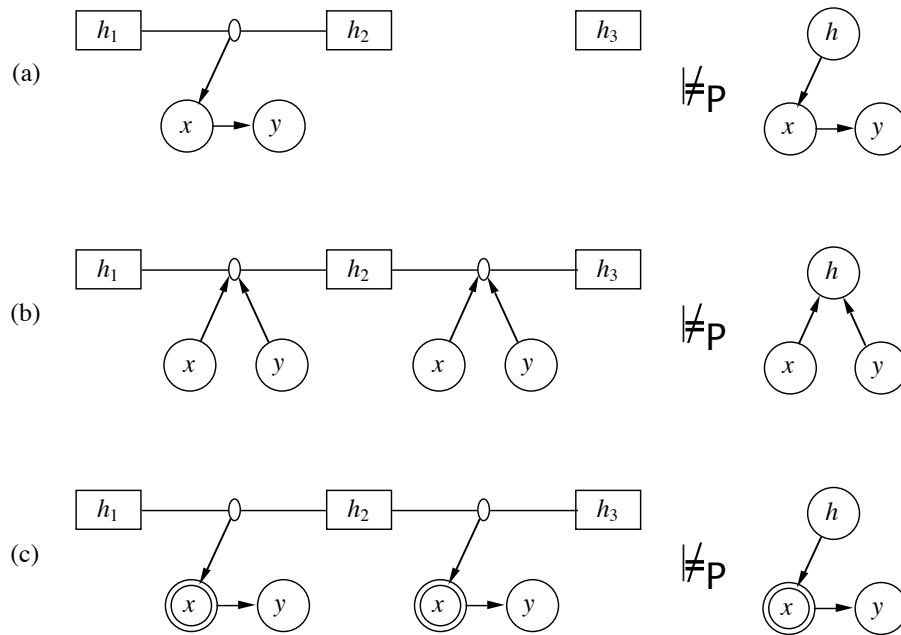 h₁ h₂ h₃ h
(a) ⊭P
x y x y
h₁ h₂ h₃ h
(b) ⊭P
x y x y x y
h₁ h₂ h₃ h
(c) ⊭P
x y x y x y